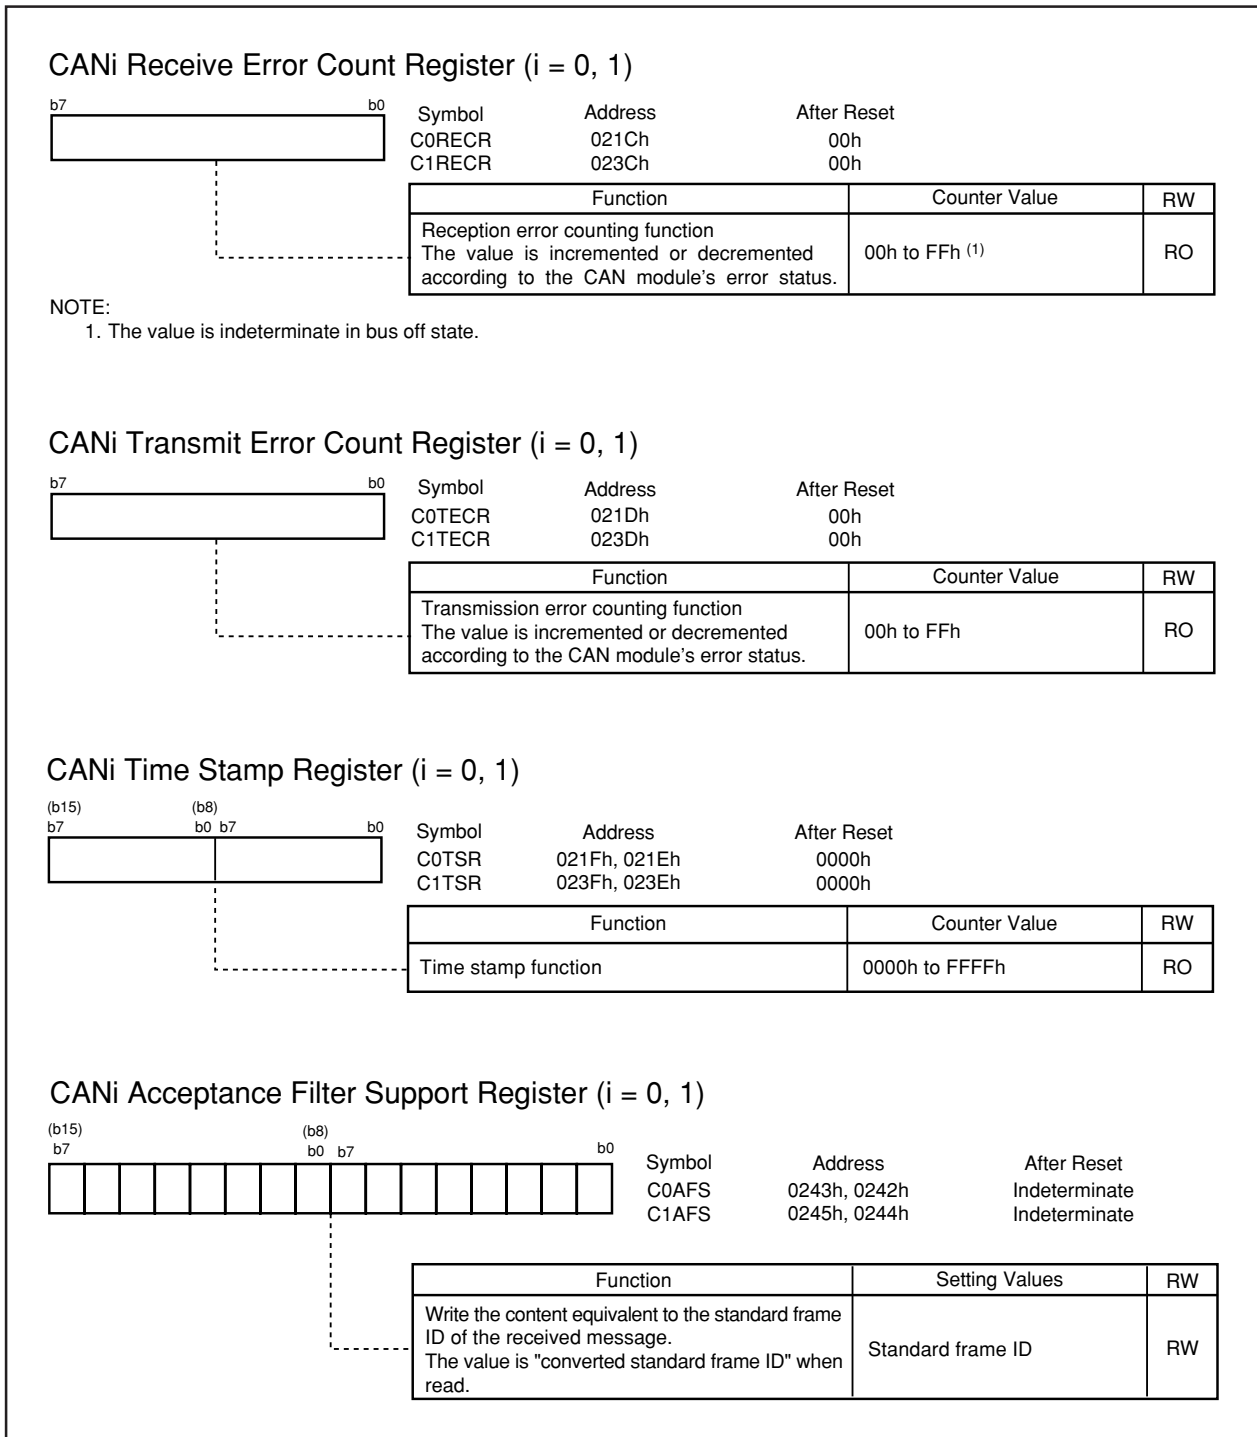 CANi Receive Error Count Register (i = 0, 1)
b7 b0
Symbol Address After Reset
C0RECR 021Ch 00h
C1RECR 023Ch 00h
Function Counter Value RW
Reception error counting function
The value is incremented or decremented
according to the CAN module's error status.
00h to FFh (1)
RO
NOTE:
1. The value is indeterminate in bus off state.
CANi Transmit Error Count Register (i = 0, 1)
b7 b0
Symbol Address After Reset
C0TECR 021Dh 00h
C1TECR 023Dh 00h
Function Counter Value RW
Transmission error counting function
The value is incremented or decremented
according to the CAN module's error status.
00h to FFh
RO
CANi Time Stamp Register (i = 0, 1)
(b15) (b8)
b7 b0 b7 b0
Symbol Address After Reset
C0TSR 021Fh, 021Eh 0000h
C1TSR 023Fh, 023Eh 0000h
Function Counter Value RW
Time stamp function 0000h to FFFFh RO
CANi Acceptance Filter Support Register (i = 0, 1)
(b15) (b8)
b7 b0 b7 b0
Symbol Address After Reset
C0AFS 0243h, 0242h Indeterminate
C1AFS 0245h, 0244h Indeterminate
Function Setting Values RW
Write the content equivalent to the standard frame
ID of the received message.
The value is "converted standard frame ID" when
read.
Standard frame ID
RW